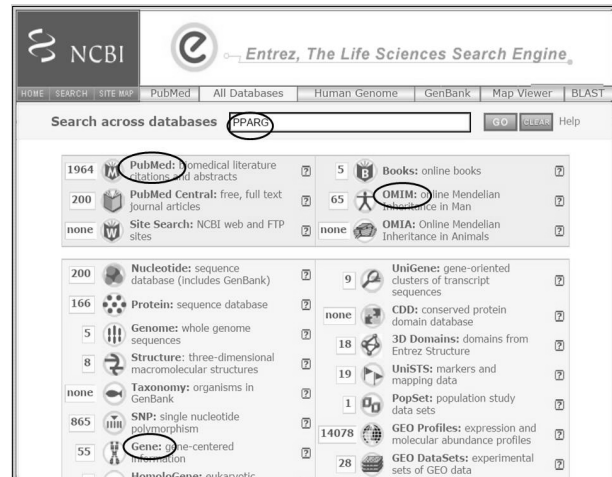 NCBI
Entrez, The Life Sciences Search Engine
HOME SEARCH SITE MAP PubMed All Databases Human Genome GenBank Map Viewer BLAST
Search across databases PPARG GO CLEAR Help
1964 PubMed: biomedical literature citations and abstracts ?
200 PubMed Central: free, full text journal articles ?
none Site Search: NCBI web and FTP sites ?
5 Books: online books ?
65 OMIM: online Mendelian Inheritance in Man ?
none OMIA: Online Mendelian Inheritance in Animals ?
200 Nucleotide: sequence database (includes GenBank) ?
166 Protein: sequence database ?
5 Genome: whole genome sequences ?
8 Structure: three-dimensional macromolecular structures ?
none Taxonomy: organisms in GenBank ?
865 SNP: single nucleotide polymorphism ?
55 Gene: gene-centered information ?
HomoloGene: eukaryotic
9 UniGene: gene-oriented clusters of transcript sequences ?
none CDD: conserved protein domain database ?
18 3D Domains: domains from Entrez Structure ?
19 UniSTS: markers and mapping data ?
1 PopSet: population study data sets ?
14078 GEO Profiles: expression and molecular abundance profiles ?
28 GEO DataSets: experimental sets of GEO data ?